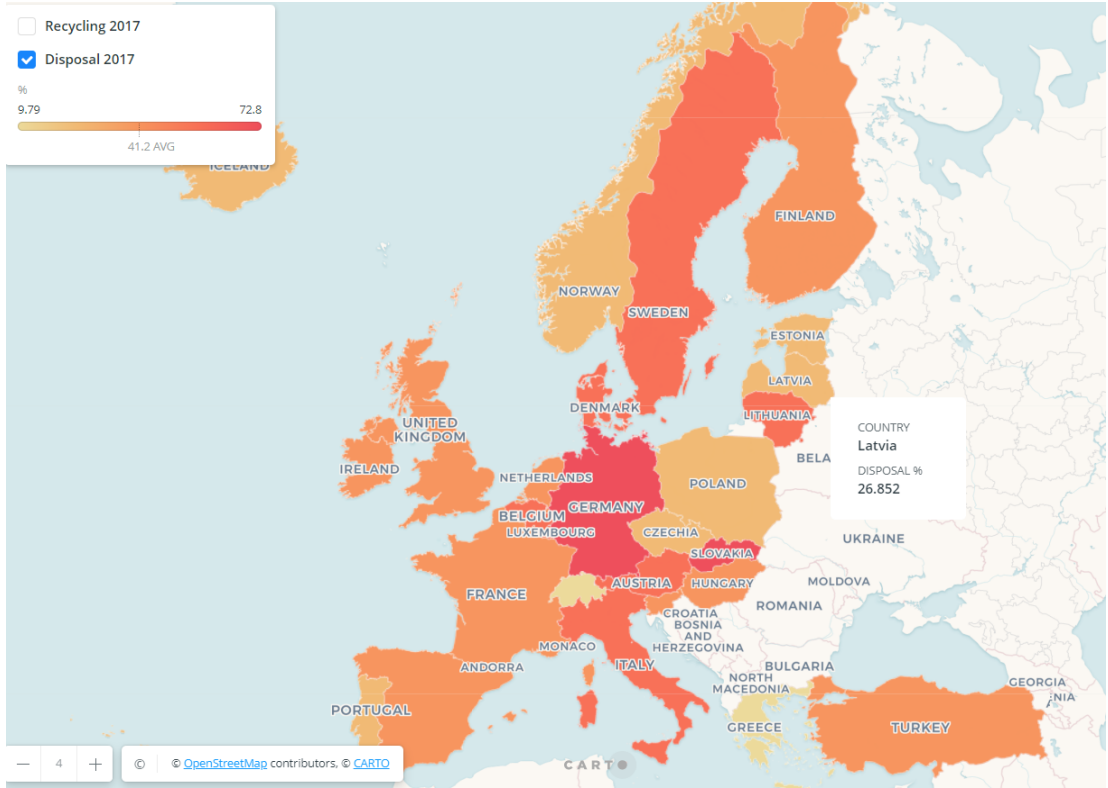 Recycling 2017
Disposal 2017
%
9.79 72.8
41.2 AVG
ICELAND
FINLAND
NORWAY
SWEDEN
ESTONIA
LATVIA
DENMARK
LITHUANIA
UNITED
KINGDOM
COUNTRY
Latvia
DISPOSAL %
26.852
BELA
IRELAND
NETHERLANDS
POLAND
GERMANY
BELGIUM
LUXEMBOURG
CZECHIA
UKRAINE
SLOVAKIA
AUSTRIA
HUNGARY
MOLDOVA
FRANCE
ROMANIA
CROATIA
BOSNIA
AND
HERZEGOVINA
MONACO
ANDORRA
ITALY
BULGARIA
NORTH
MACEDONIA
GEORGIA
NIA
PORTUGAL
GREECE
TURKEY
− 4 +
© © OpenStreetMap contributors, © CARTO
CARTO